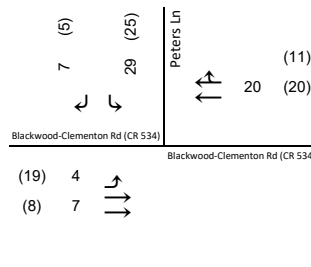 (5) (25)
7 29
Peters Ln
(11)
20 (20)
Blackwood-Clementon Rd (CR 534)
Blackwood-Clementon Rd (CR 534
(19) 4
(8) 7